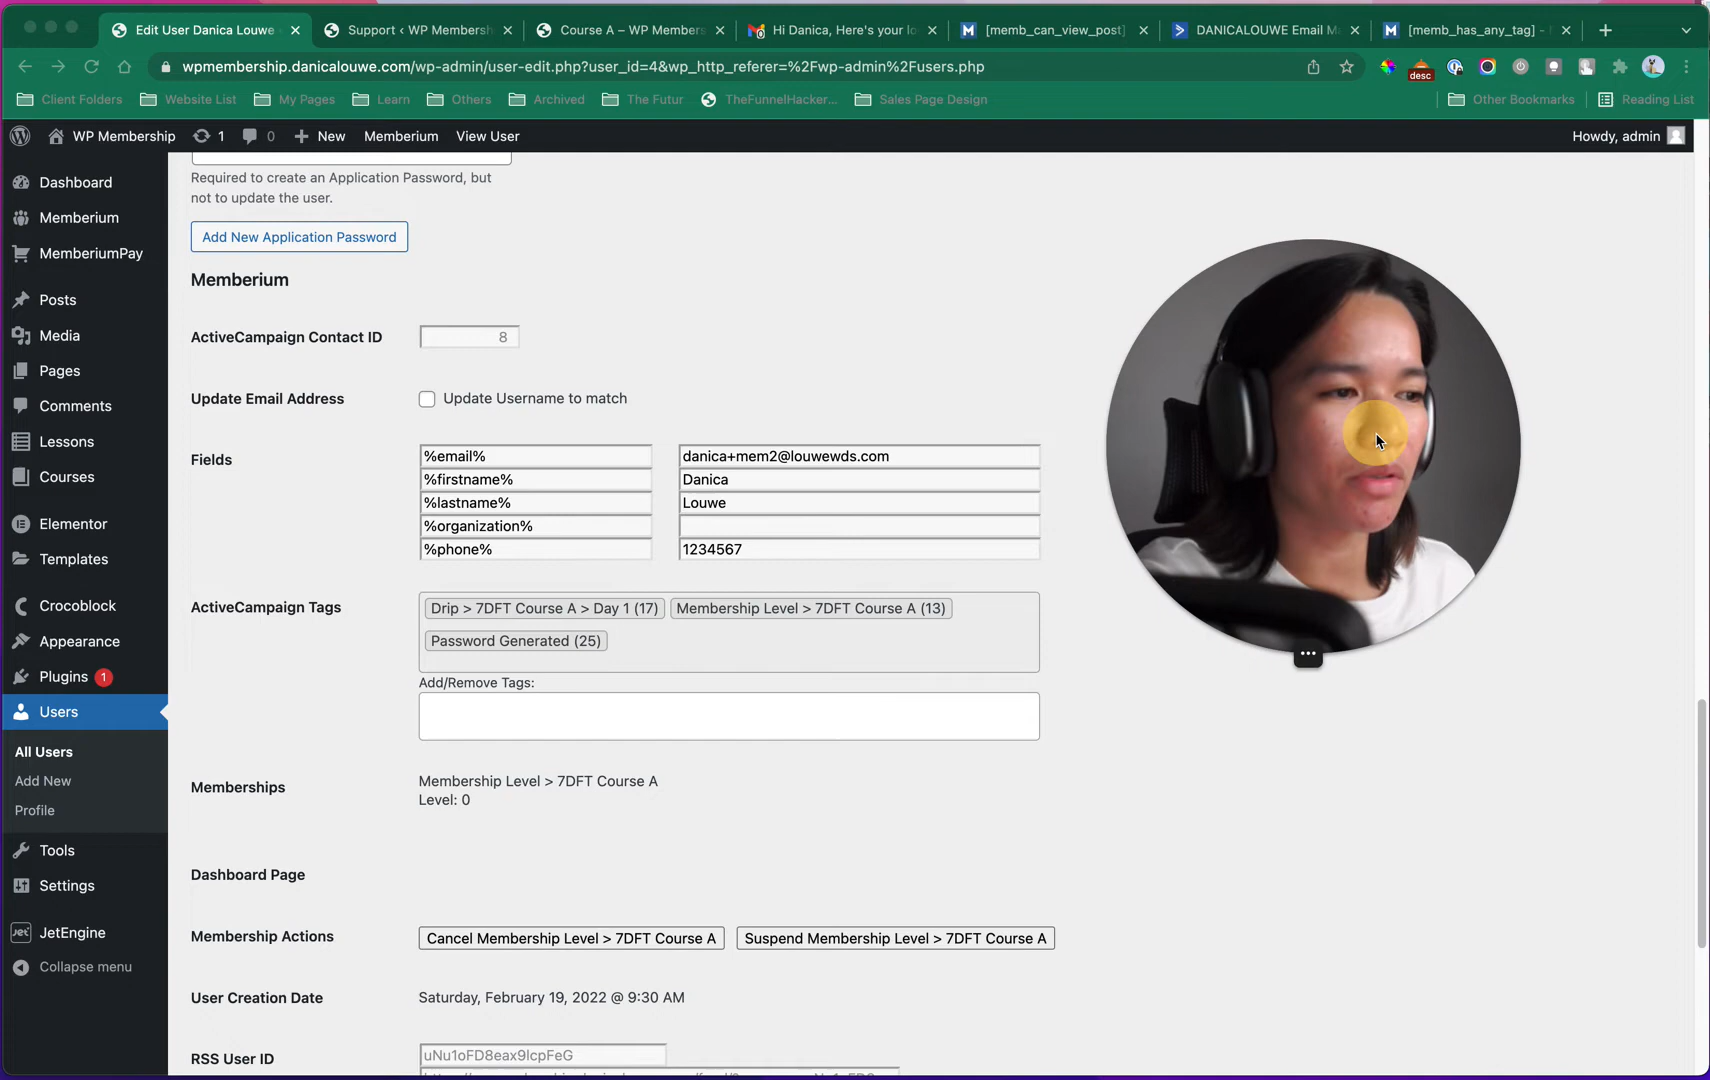 Edit User Danica Louwe
Support ‹ WP Membersh
Course A – WP Members
Hi Danica, Here's your lo
[memb_can_view_post]
DANICALOUWE Email M
[memb_has_any_tag] -
wpmembership.danicalouwe.com/wp-admin/user-edit.php?user_id=4&wp_http_referer=%2Fwp-admin%2Fusers.php
desc
Client Folders
Website List
My Pages
Learn
Others
Archived
The Futur
TheFunnelHacker...
Sales Page Design
Other Bookmarks
Reading List
WP Membership
1
0
New
Memberium
View User
Howdy, admin
Dashboard
Memberium
MemberiumPay
Posts
Media
Pages
Comments
Lessons
Courses
Elementor
Templates
Crocoblock
Appearance
Plugins 1
Users
All Users
Add New
Profile
Tools
Settings
JetEngine
Collapse menu
Required to create an Application Password, but
not to update the user.
Add New Application Password
Memberium
ActiveCampaign Contact ID
8
Update Email Address
Update Username to match
Fields
%email% danica+mem2@louwewds.com
%firstname% Danica
%lastname% Louwe
%organization%
%phone% 1234567
ActiveCampaign Tags
Drip > 7DFT Course A > Day 1 (17)
Membership Level > 7DFT Course A (13)
Password Generated (25)
Add/Remove Tags:
Memberships
Membership Level > 7DFT Course A
Level: 0
Dashboard Page
Membership Actions
Cancel Membership Level > 7DFT Course A
Suspend Membership Level > 7DFT Course A
User Creation Date
Saturday, February 19, 2022 @ 9:30 AM
RSS User ID
uNu1oFD8eax9lcpFeG